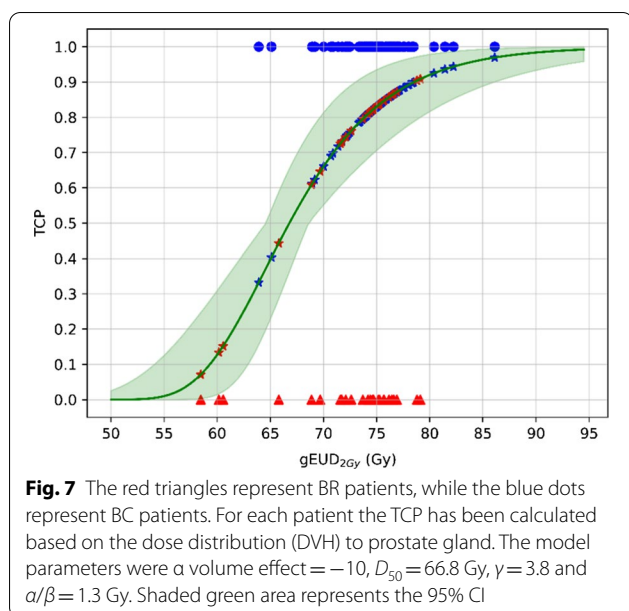 1.0
0.9
0.8
0.7
0.6
0.5
0.4
0.3
0.2
0.1
0.0
TCP
50 55 60 65 70 75 80 85 90 95
gEUD2Gy (Gy)
Fig. 7 The red triangles represent BR patients, while the blue dots
represent BC patients. For each patient the TCP has been calculated
based on the dose distribution (DVH) to prostate gland. The model
parameters were α volume effect = −10, D50 = 66.8 Gy, γ = 3.8 and
α/β = 1.3 Gy. Shaded green area represents the 95% CI